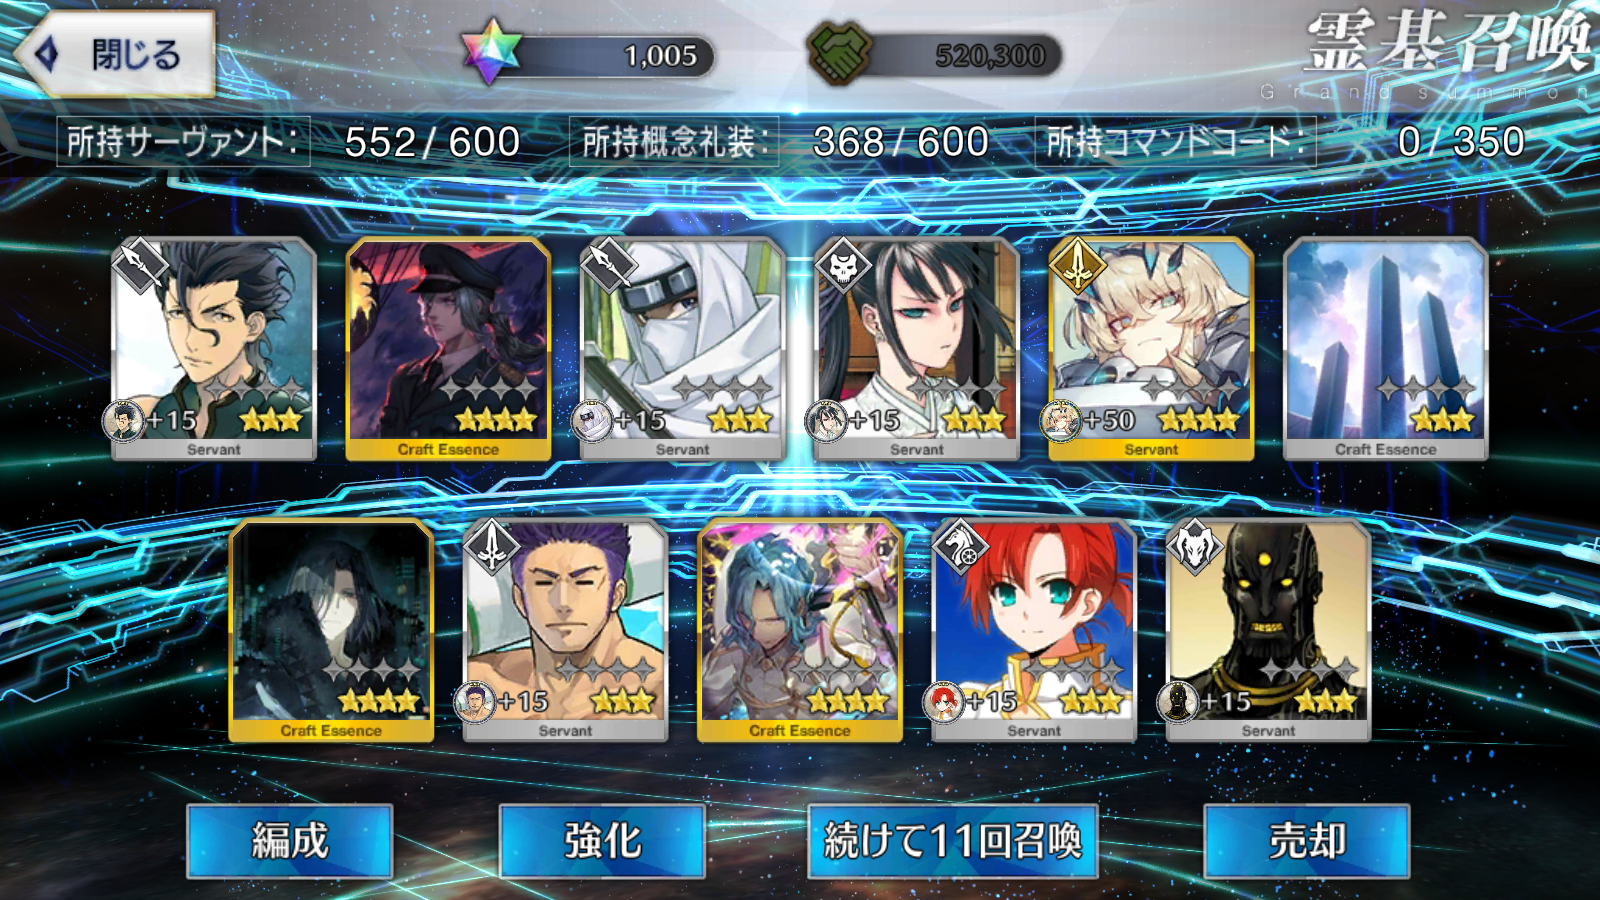 閉じる
1,005
520,300
霊基召喚
Grand summon
所持サーヴァント: 552 / 600
所持概念礼装: 368 / 600
所持コマンドコード: 0 / 350
+15
Servant
Craft Essence
+15
Servant
+15
Servant
+50
Servant
Craft Essence
Craft Essence
+15
Servant
Craft Essence
+15
Servant
+15
Servant
編成
強化
続けて11回召喚
売却